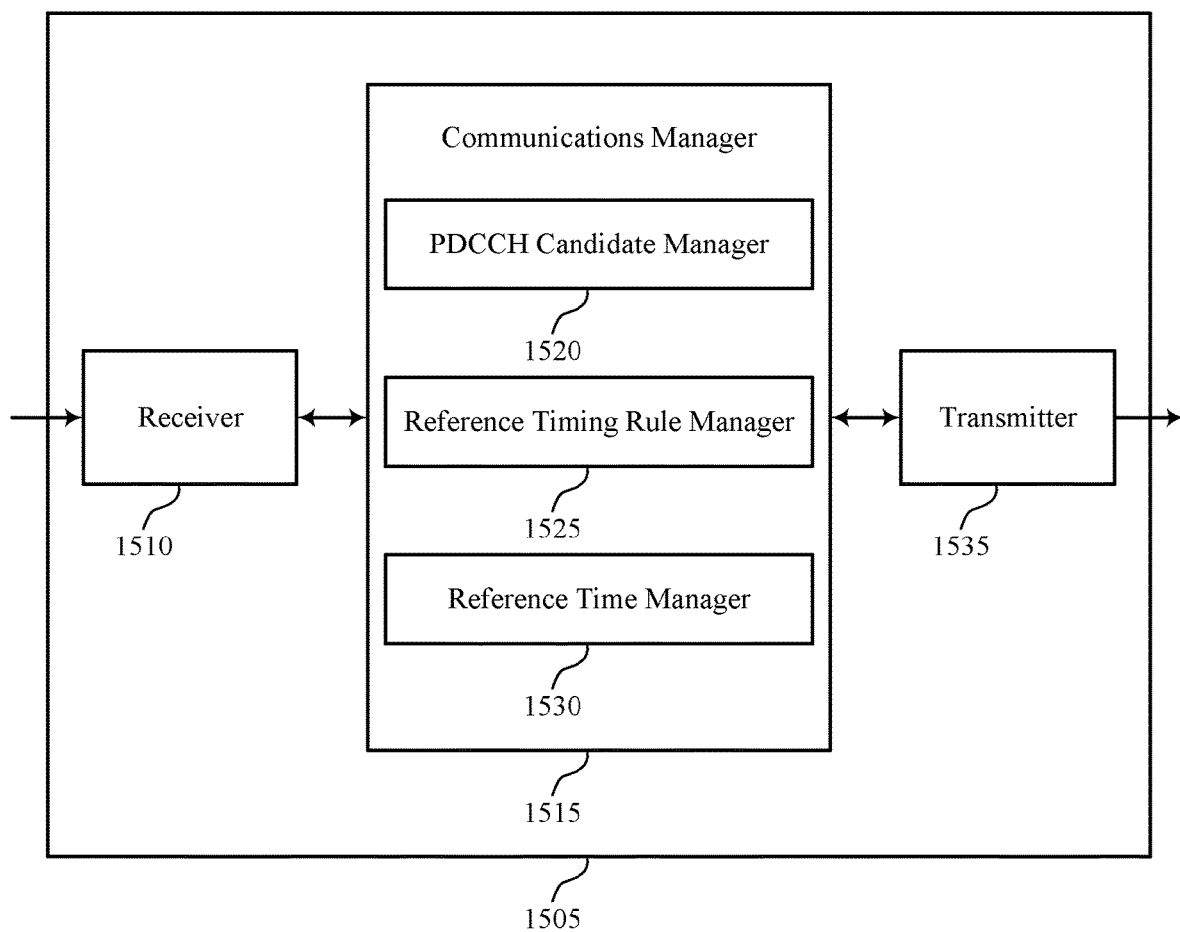 Communications Manager
PDCCH Candidate Manager
1520
Receiver
Reference Timing Rule Manager
Transmitter
1510
1525
1535
Reference Time Manager
1530
1515
1505